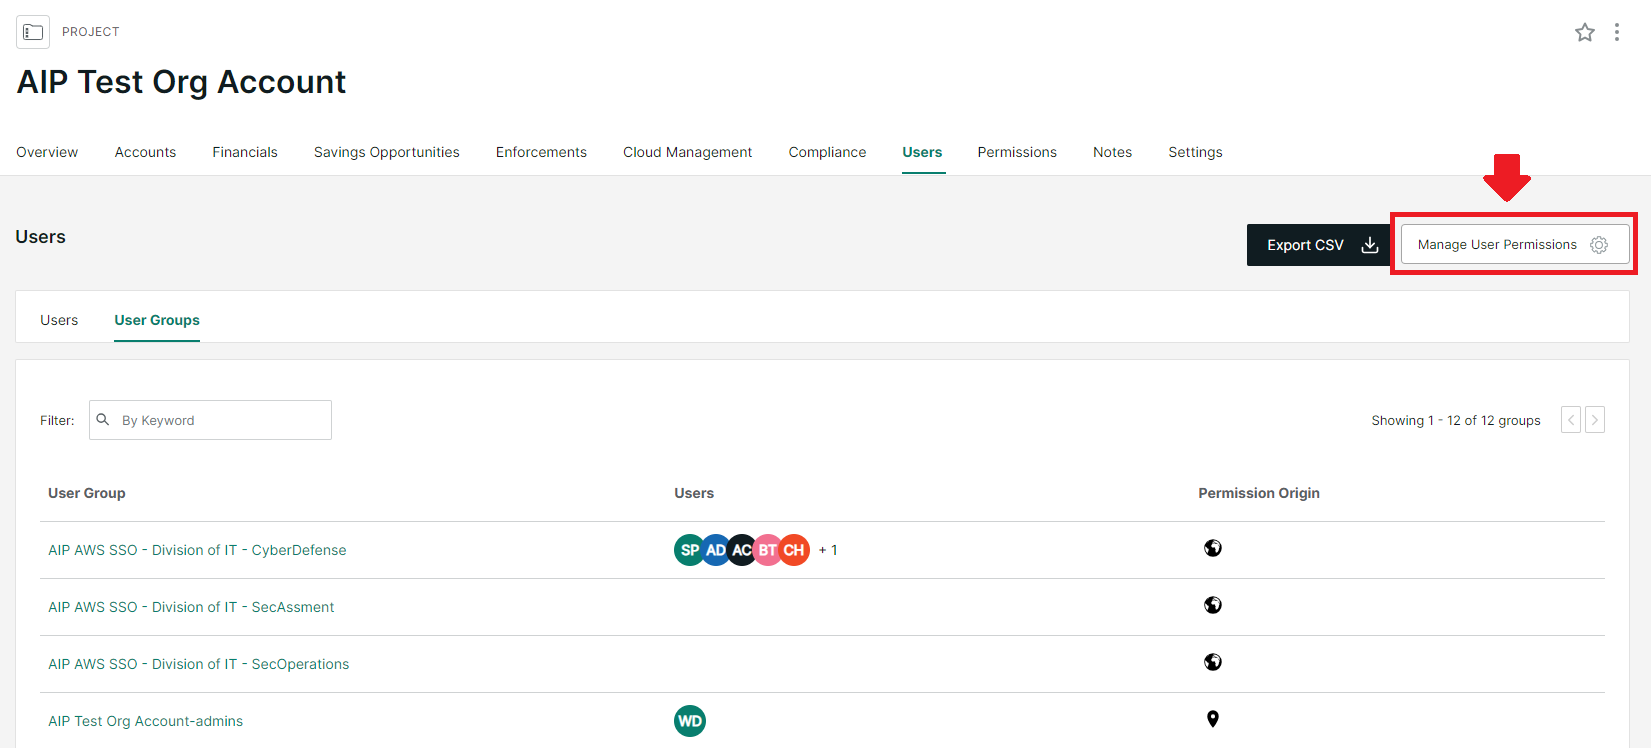 PROJECT
AIP Test Org Account
Overview Accounts Financials Savings Opportunities Enforcements Cloud Management Compliance Users Permissions Notes Settings
Users
Export CSV Manage User Permissions
Users User Groups
Filter: By Keyword Showing 1 - 12 of 12 groups
User Group Users Permission Origin
AIP AWS SSO - Division of IT - CyberDefense SP AD AC BT CH + 1
AIP AWS SSO - Division of IT - SecAssment
AIP AWS SSO - Division of IT - SecOperations
AIP Test Org Account-admins WD